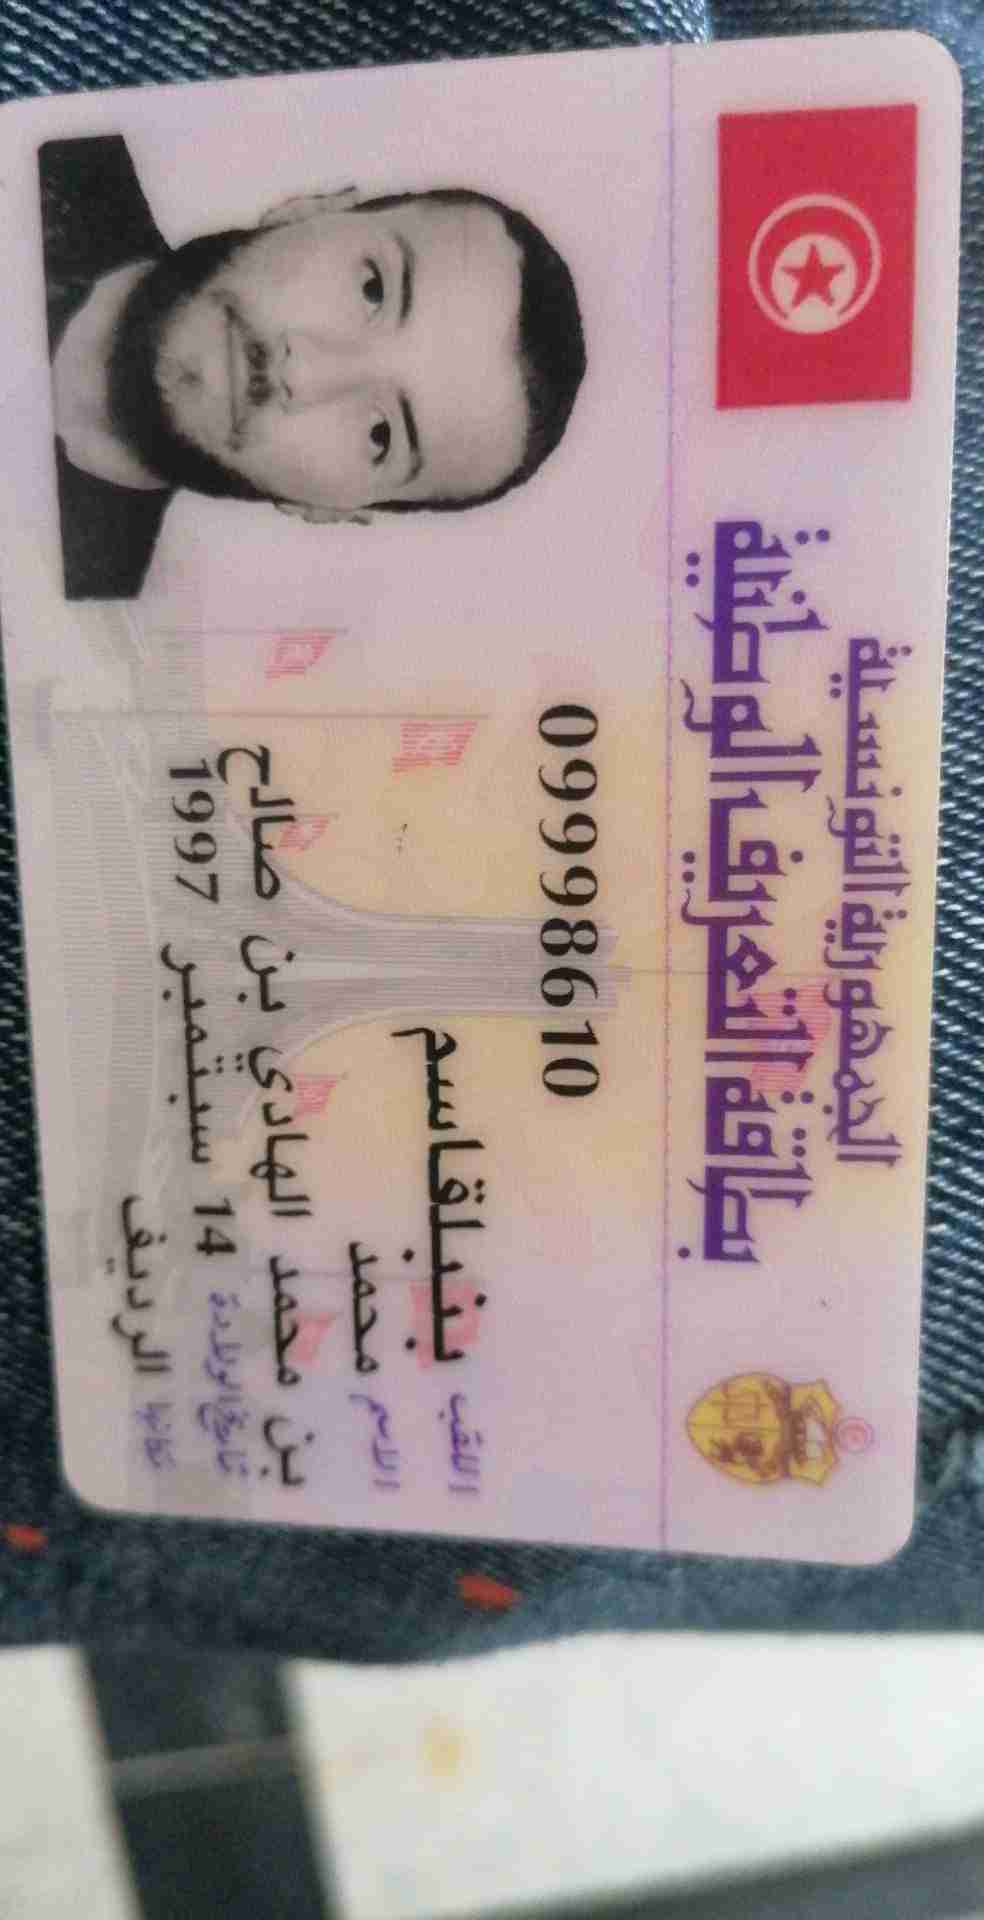 الجمهورية التونسية
بطاقة التعريف الوطنية
09998610
اللقب بنبلقاسم
الاسم محمد
بن محمد الهادي بن صالح
تاريخ الولادة 14 سبتمبر 1997
مكانها الرديف